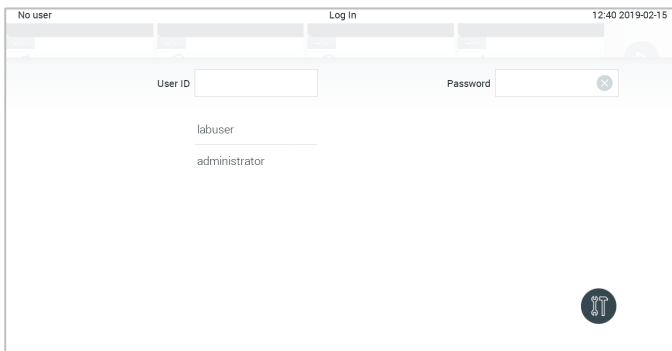 No user Log In 12:40 2019-02-15
User ID Password
labuser
administrator